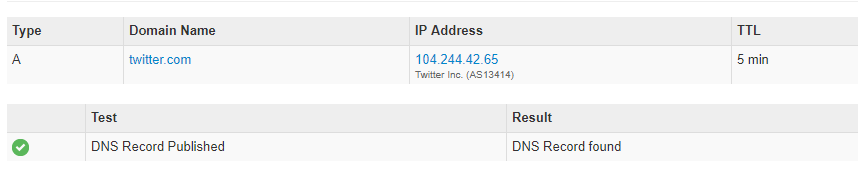 Type Domain Name IP Address TTL
A twitter.com 104.244.42.65 5 min
Twitter Inc. (AS13414)
Test Result
DNS Record Published DNS Record found